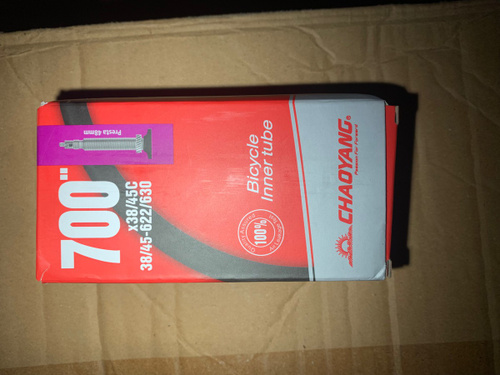 Presta 48mm
700"
x38/45C
38/45-622/630
Bicycle
Inner tube
100%
CHAOYANG®